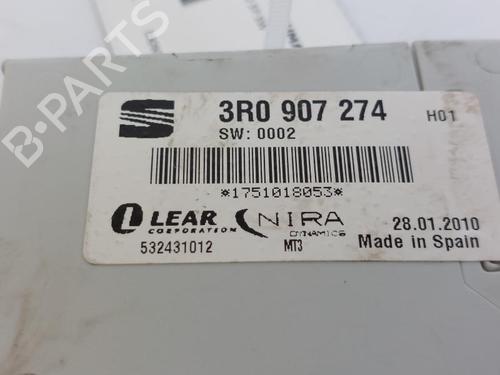 3R0 907 274 H01
SW: 0002
*1751018053*
LEAR NIRA
CORPORATION DYNAMICS
28.01.2010
532431012 MT3 Made in Spain
B-PARTS